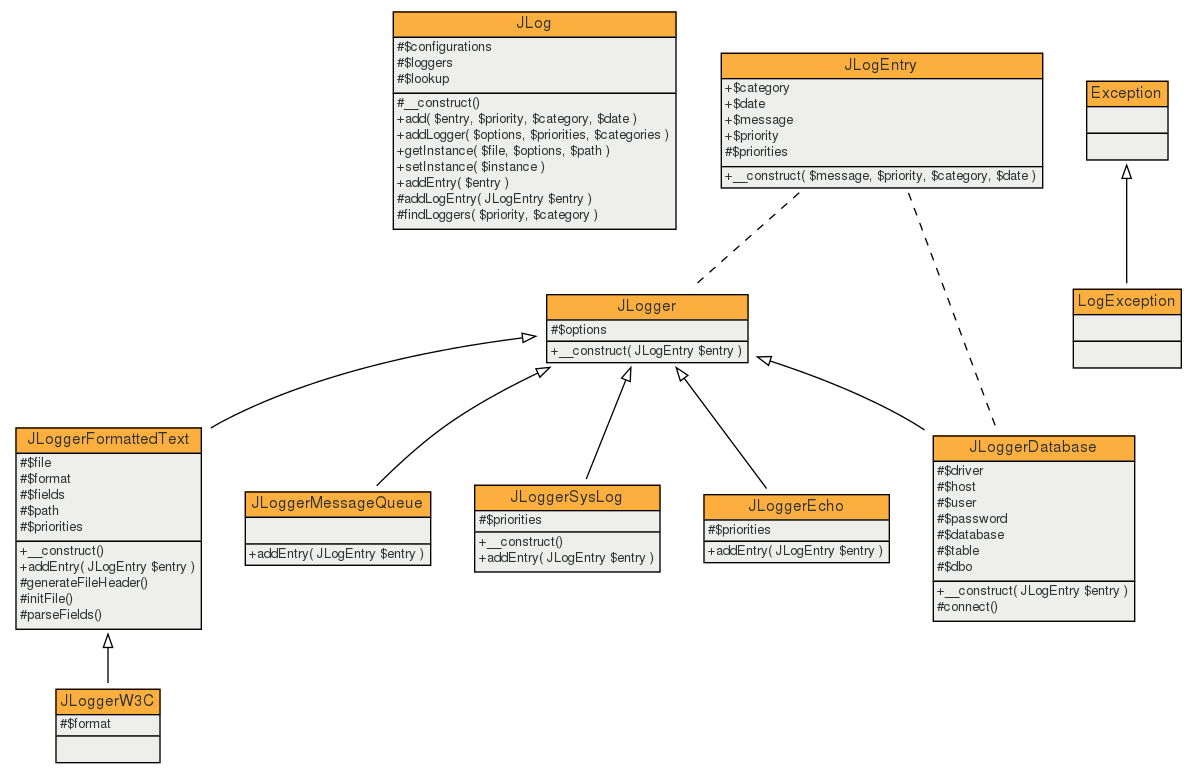 JLog
#$configurations
#$loggers
#$lookup
#__construct()
+add( $entry, $priority, $category, $date )
+addLogger( $options, $priorities, $categories )
+getInstance( $file, $options, $path )
+setInstance( $instance )
+addEntry( $entry )
#addLogEntry( JLogEntry $entry )
#findLoggers( $priority, $category )
JLogEntry
+$category
+$date
+$message
+$priority
#$priorities
+__construct( $message, $priority, $category, $date )
Exception
JLogger
#$options
+__construct( JLogEntry $entry )
LogException
JLoggerFormattedText
#$file
#$format
#$fields
#$path
#$priorities
+__construct()
+addEntry( JLogEntry $entry )
#generateFileHeader()
#initFile()
#parseFields()
JLoggerMessageQueue
+addEntry( JLogEntry $entry )
JLoggerSysLog
#$priorities
+__construct()
+addEntry( JLogEntry $entry )
JLoggerEcho
#$priorities
+addEntry( JLogEntry $entry )
JLoggerDatabase
#$driver
#$host
#$user
#$password
#$database
#$table
#$dbo
+__construct( JLogEntry $entry )
#connect()
JLoggerW3C
#$format